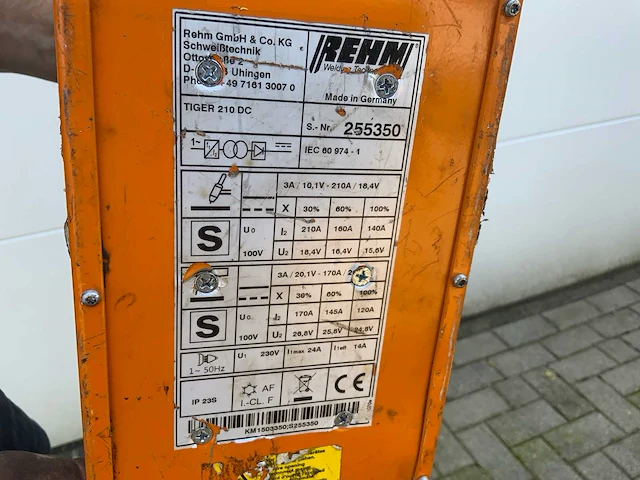 Rehm GmbH & Co. KG
Schweißtechnik
Uhingen
49 7161 3007 0
REHM
Welding
Made in Germany
TIGER 210 DC
S.- Nr. 255350
1~
IEC 60 974 - 1
3A / 10,1V - 210A / 18,4V
X 30% 60% 100%
S
U0 100V
I2 210A 160A 140A
U2 18,4V 16,4V 15,6V
3A / 20,1V - 170A /
X 30% 60% 100%
S
U0 100V
I2 170A 145A 120A
U2 26,8V 25,8V 24,8V
1~ 50Hz
U1 230V I1max 24A I1eff 14A
IP 23S
AF
I.-CL. F
CE
KM1503350;S255350